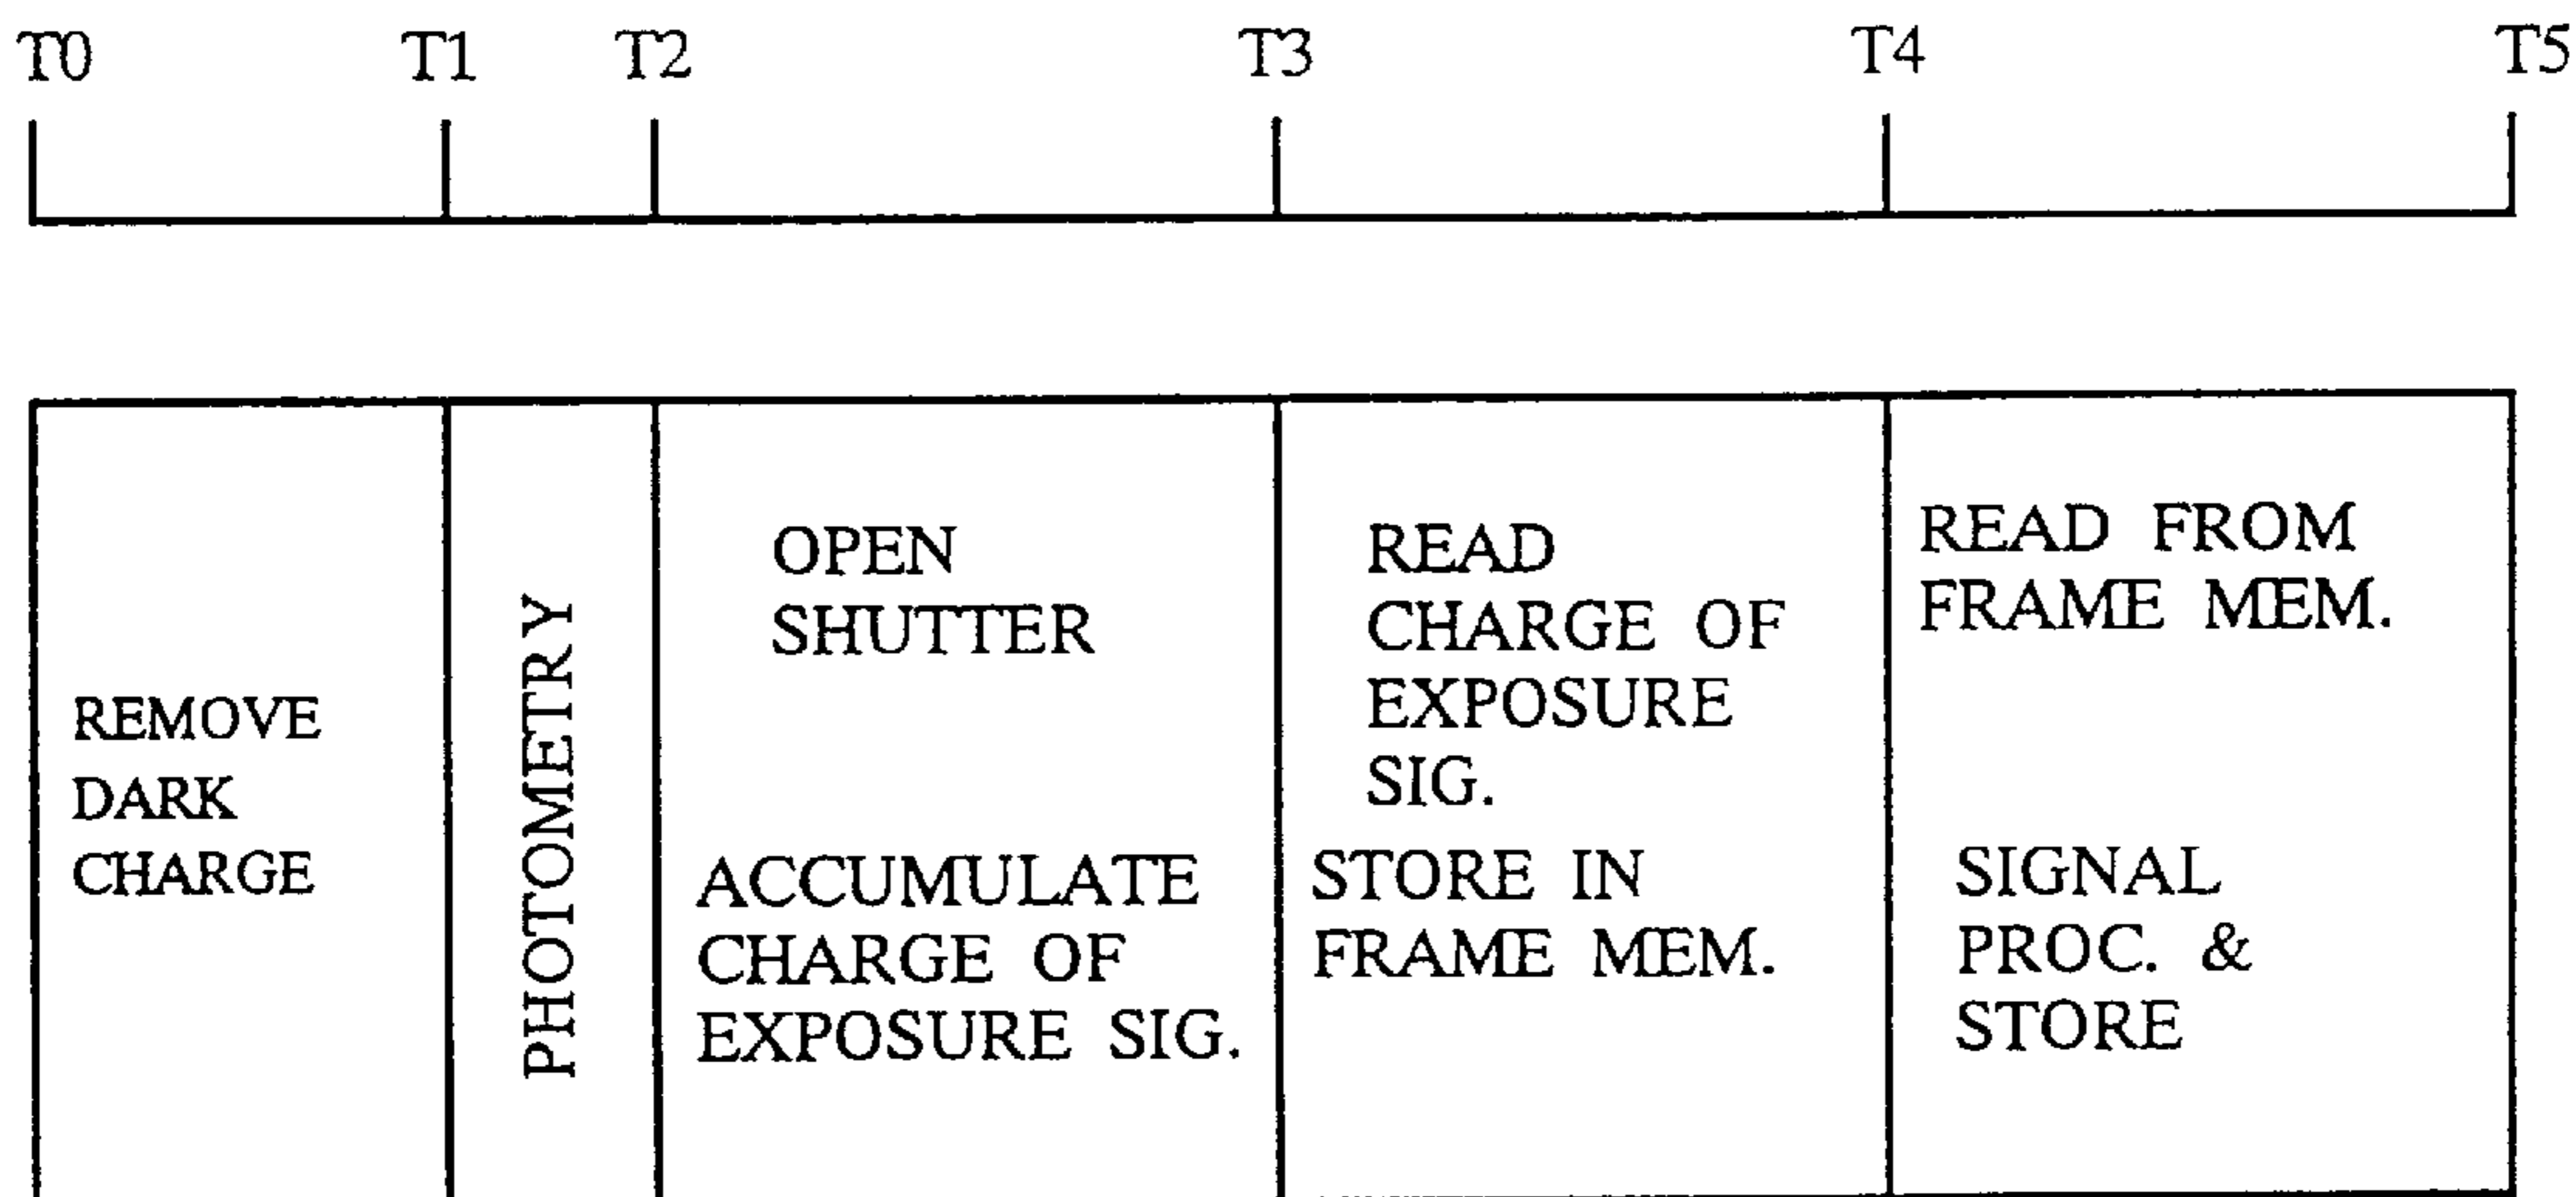 T0 T1 T2 T3 T4 T5
REMOVE
DARK
CHARGE
PHOTOMETRY
OPEN
SHUTTER
ACCUMULATE
CHARGE OF
EXPOSURE SIG.
READ
CHARGE OF
EXPOSURE
SIG.
STORE IN
FRAME MEM.
READ FROM
FRAME MEM.
SIGNAL
PROC. &
STORE